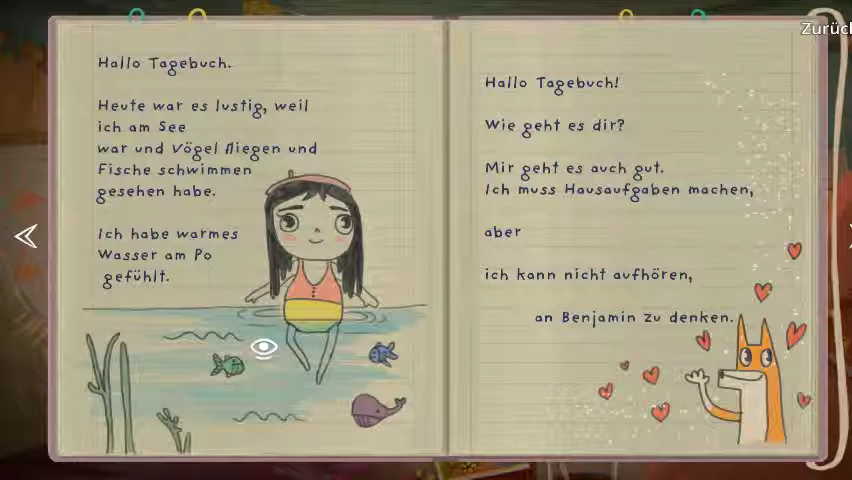 Zurück
Hallo Tagebuch.
Heute war es lustig, weil
ich am See
war und Vögel fliegen und
Fische schwimmen
gesehen habe.
Ich habe warmes
Wasser am Po
gefühlt.
Hallo Tagebuch!
Wie geht es dir?
Mir geht es auch gut.
Ich muss Hausaufgaben machen,
aber
ich kann nicht aufhören,
an Benjamin zu denken.